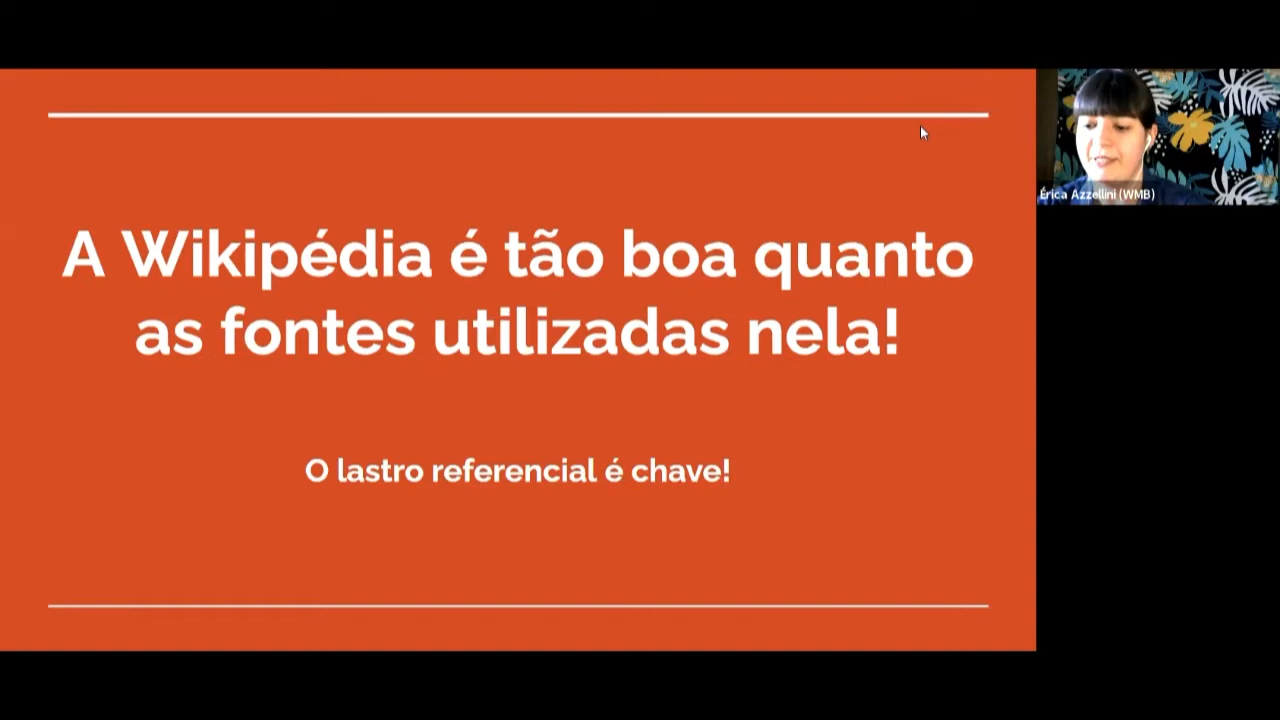 A Wikipédia é tão boa quanto
as fontes utilizadas nela!
O lastro referencial é chave!
Érica Azzellini (WMB)